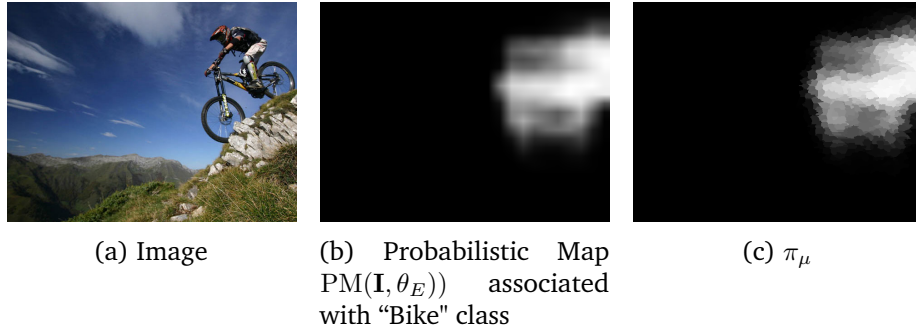 (a) Image
(b) Probabilistic Map
PM(I, θ_E)) associated
with “Bike" class
(c) π_μ